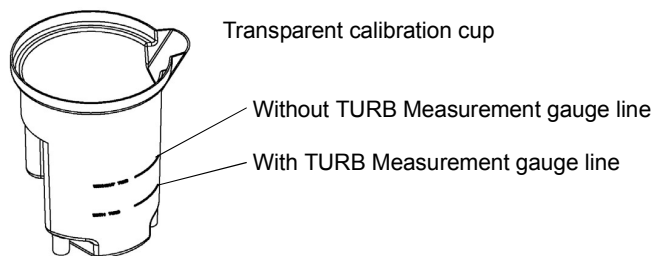 Transparent calibration cup
Without TURB Measurement gauge line
With TURB Measurement gauge line